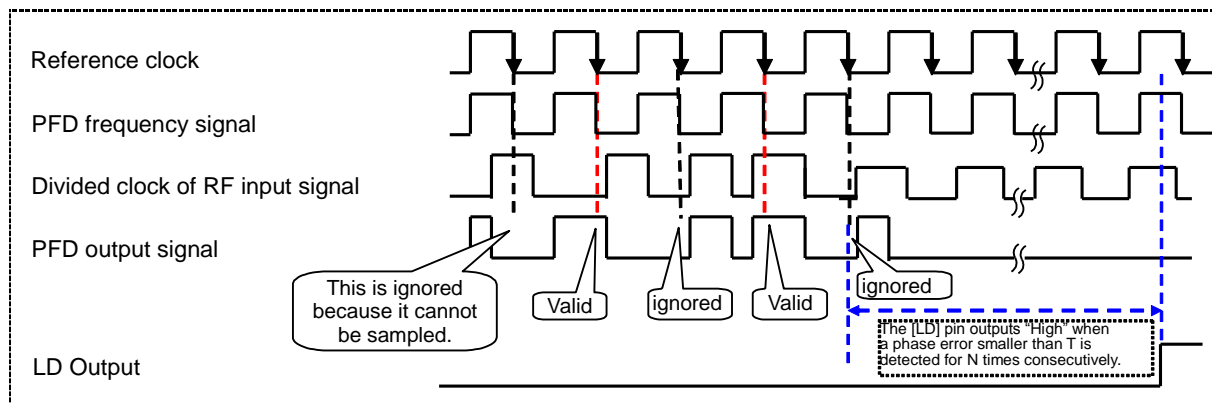 Reference clock
PFD frequency signal
Divided clock of RF input signal
PFD output signal
This is ignored
because it cannot
be sampled.
Valid
ignored
Valid
ignored
The [LD] pin outputs “High” when
a phase error smaller than T is
detected for N times consecutively.
LD Output